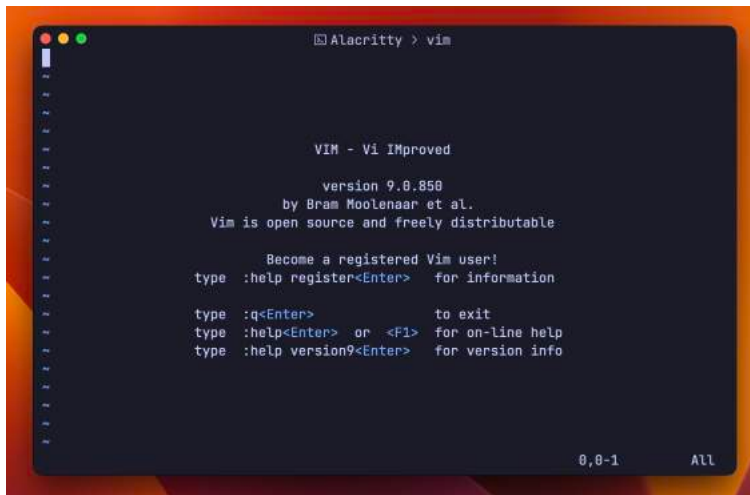 Alacritty > vim
~
~
~
~
~
VIM - Vi IMproved
~
~
version 9.0.850
~
by Bram Moolenaar et al.
~
Vim is open source and freely distributable
~
~
Become a registered Vim user!
~
type :help register<Enter> for information
~
~
type :q<Enter> to exit
~
type :help<Enter> or <F1> for on-line help
~
type :help version9<Enter> for version info
~
~
~
~
~
0,0-1 All